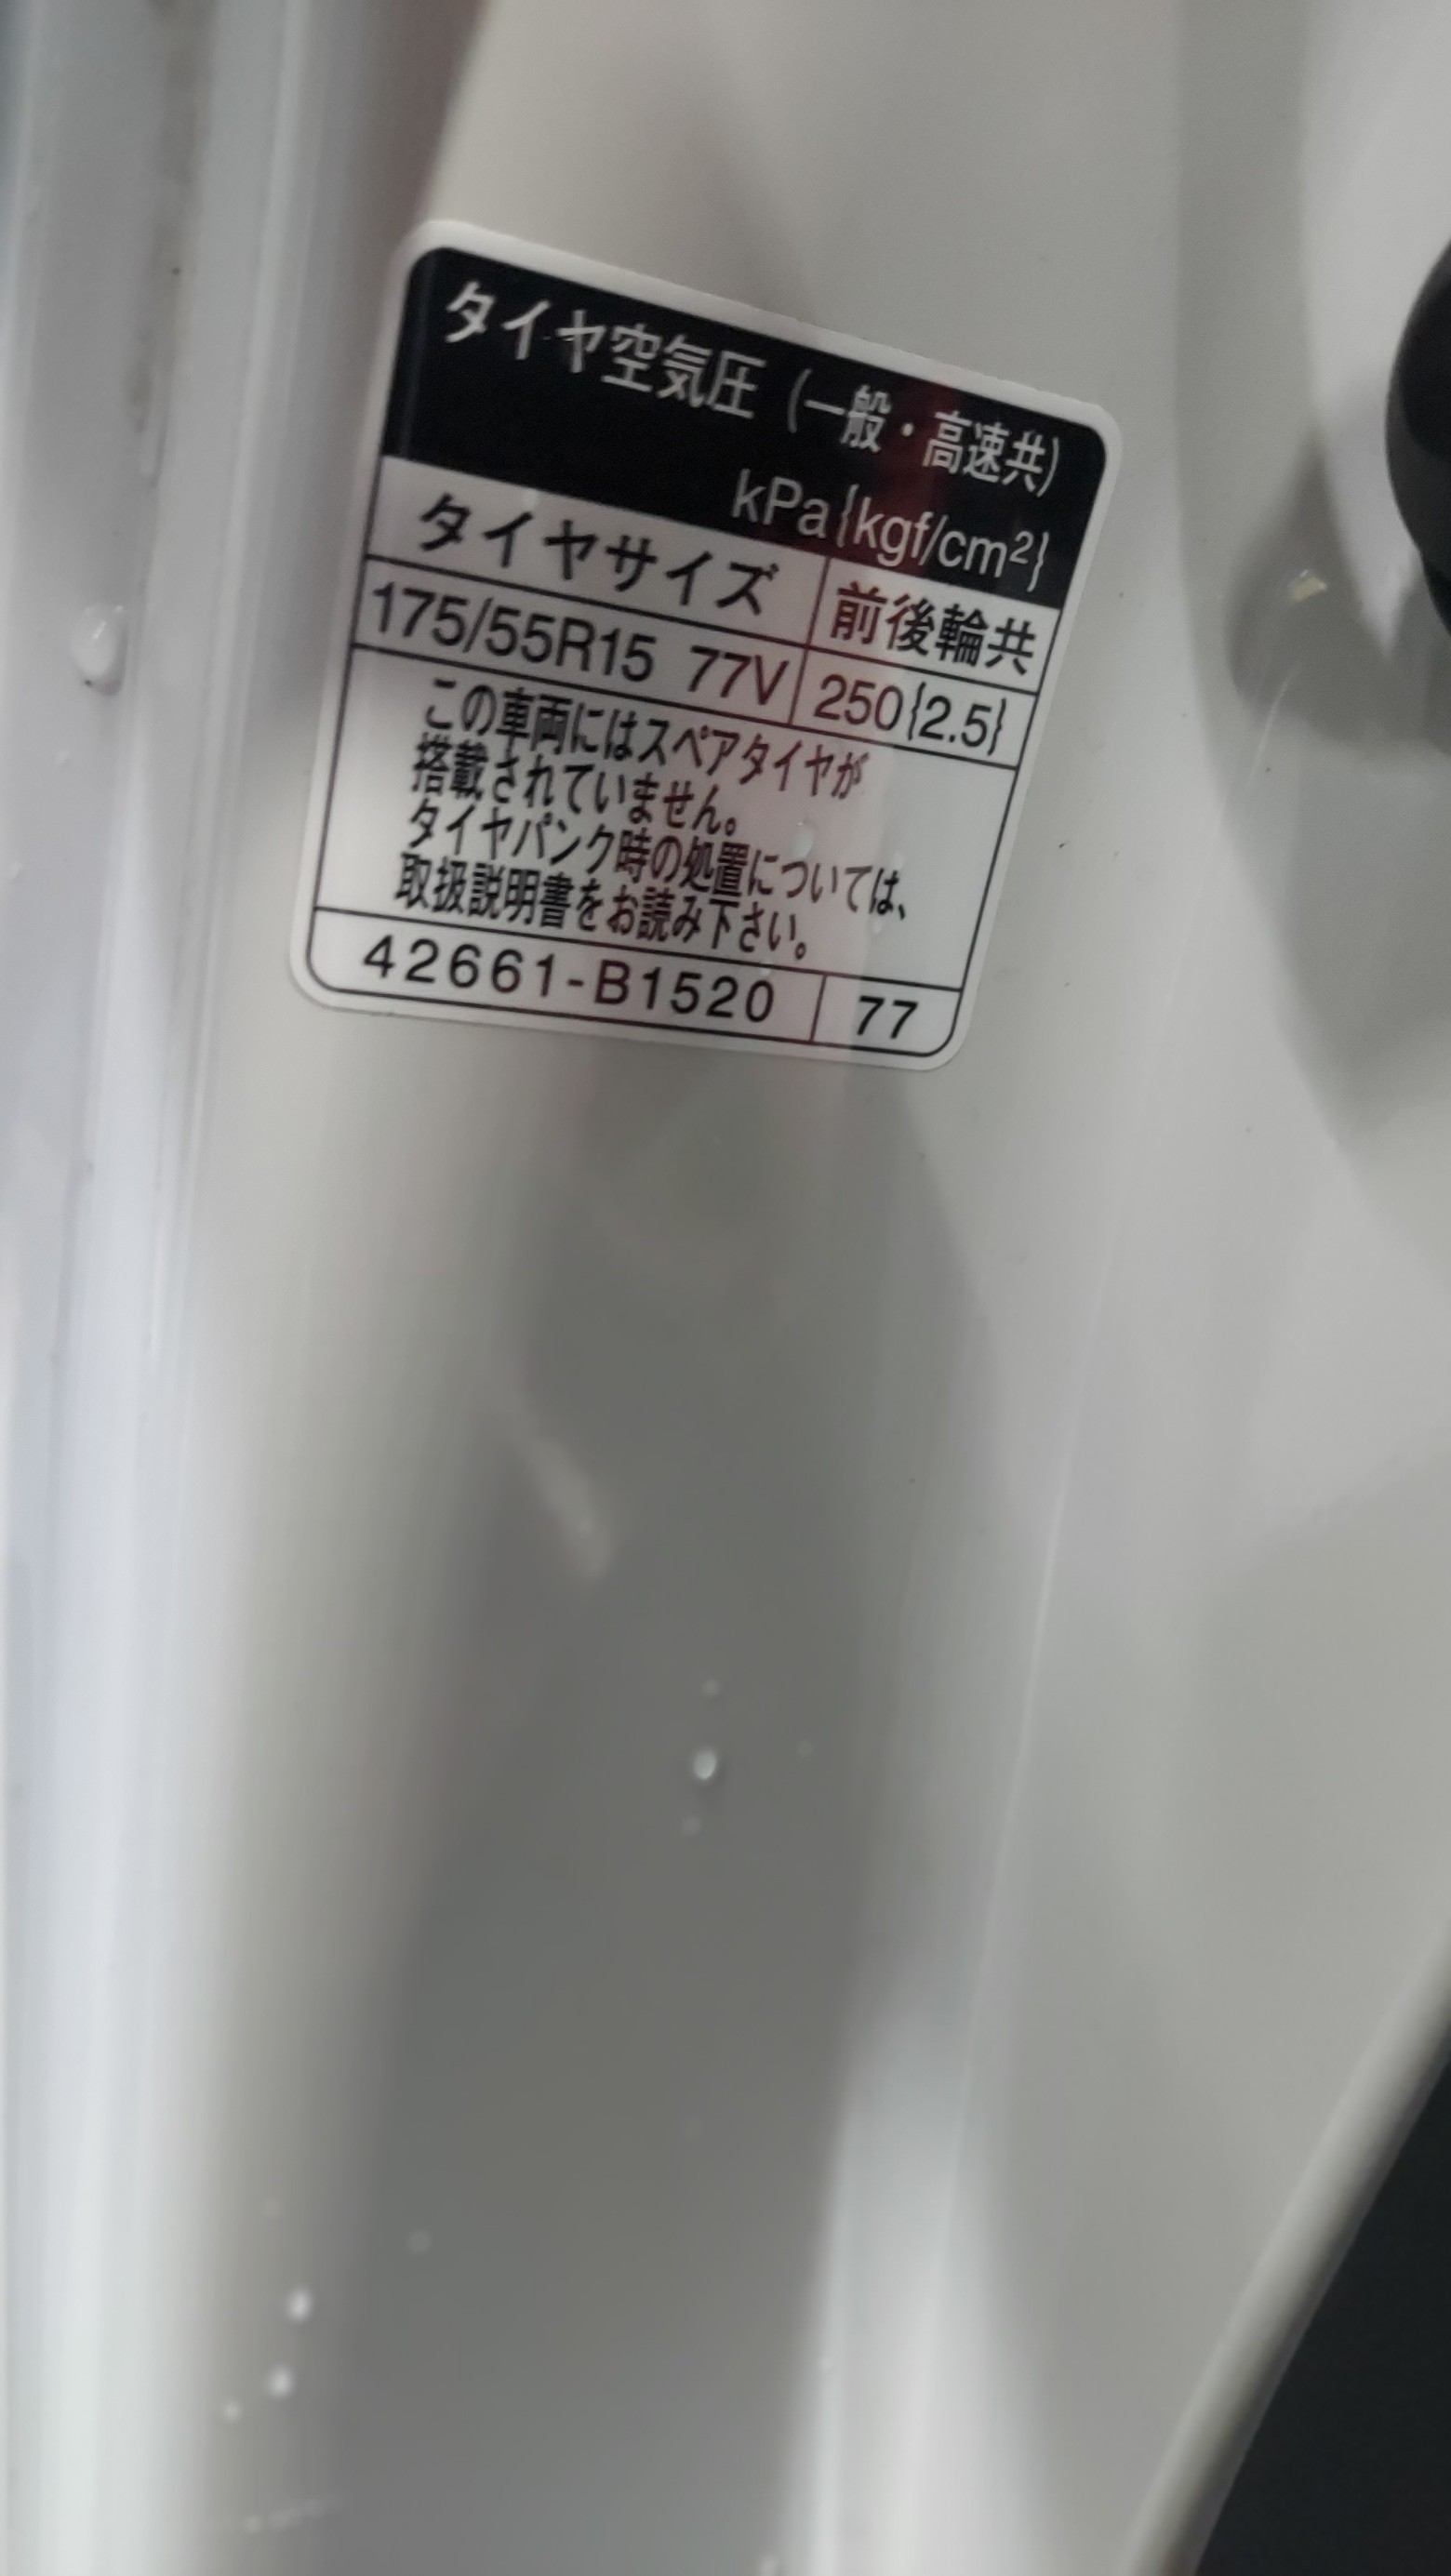 タイヤ空気圧 (一般・高速共)
kPa{kgf/cm²}
タイヤサイズ 前後輪共
175/55R15 77V 250{2.5}
この車両にはスペアタイヤが
搭載されていません。
タイヤパンク時の処置については、
取扱説明書をお読み下さい。
42661-B1520 77